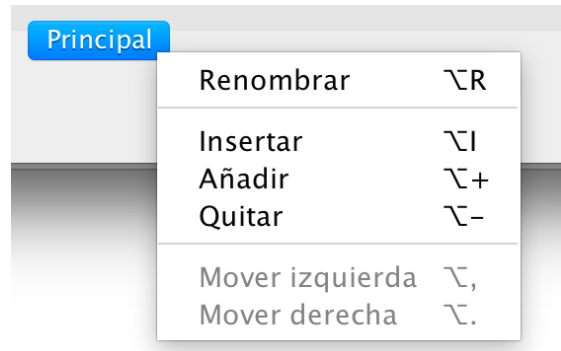 Principal
Renombrar ⌥R
Insertar ⌥I
Añadir ⌥+
Quitar ⌥-
Mover izquierda ⌥,
Mover derecha ⌥.